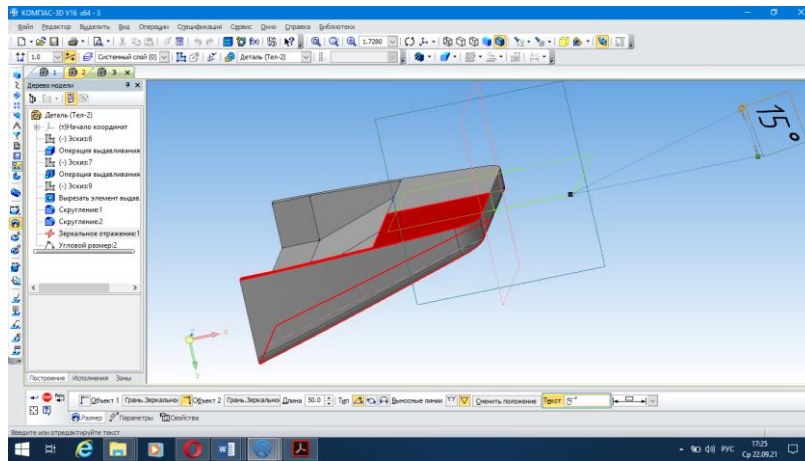 КОМПАС-3D V16 x64 - 3
Файл Редактор Выделить Вид Операции Спецификация Сервис Окно Справка Библиотеки
1.7280
1.0 Системный слой (0) Деталь (Тел-2)
1 2 3 x
Дерево модели
Деталь (Тел-2)
(т)Начало координат
(-) Эскиз:6
Операция выдавливания
(-) Эскиз:7
Операция выдавливания
(-) Эскиз:9
Вырезать элемент выдав
Скругление:1
Скругление:2
Зеркальное отражение:1
Угловой размер:2
15°
X
Y
Построение Исполнения Зоны
Объект 1 Грань.Зеркально Объект 2 Грань.Зеркально Длина 50.0 Тип Выносные линии Сменить положение Текст
Размер Параметры Свойства
Введите или отредактируйте текст
РУС
17:25
Ср 22.09.21